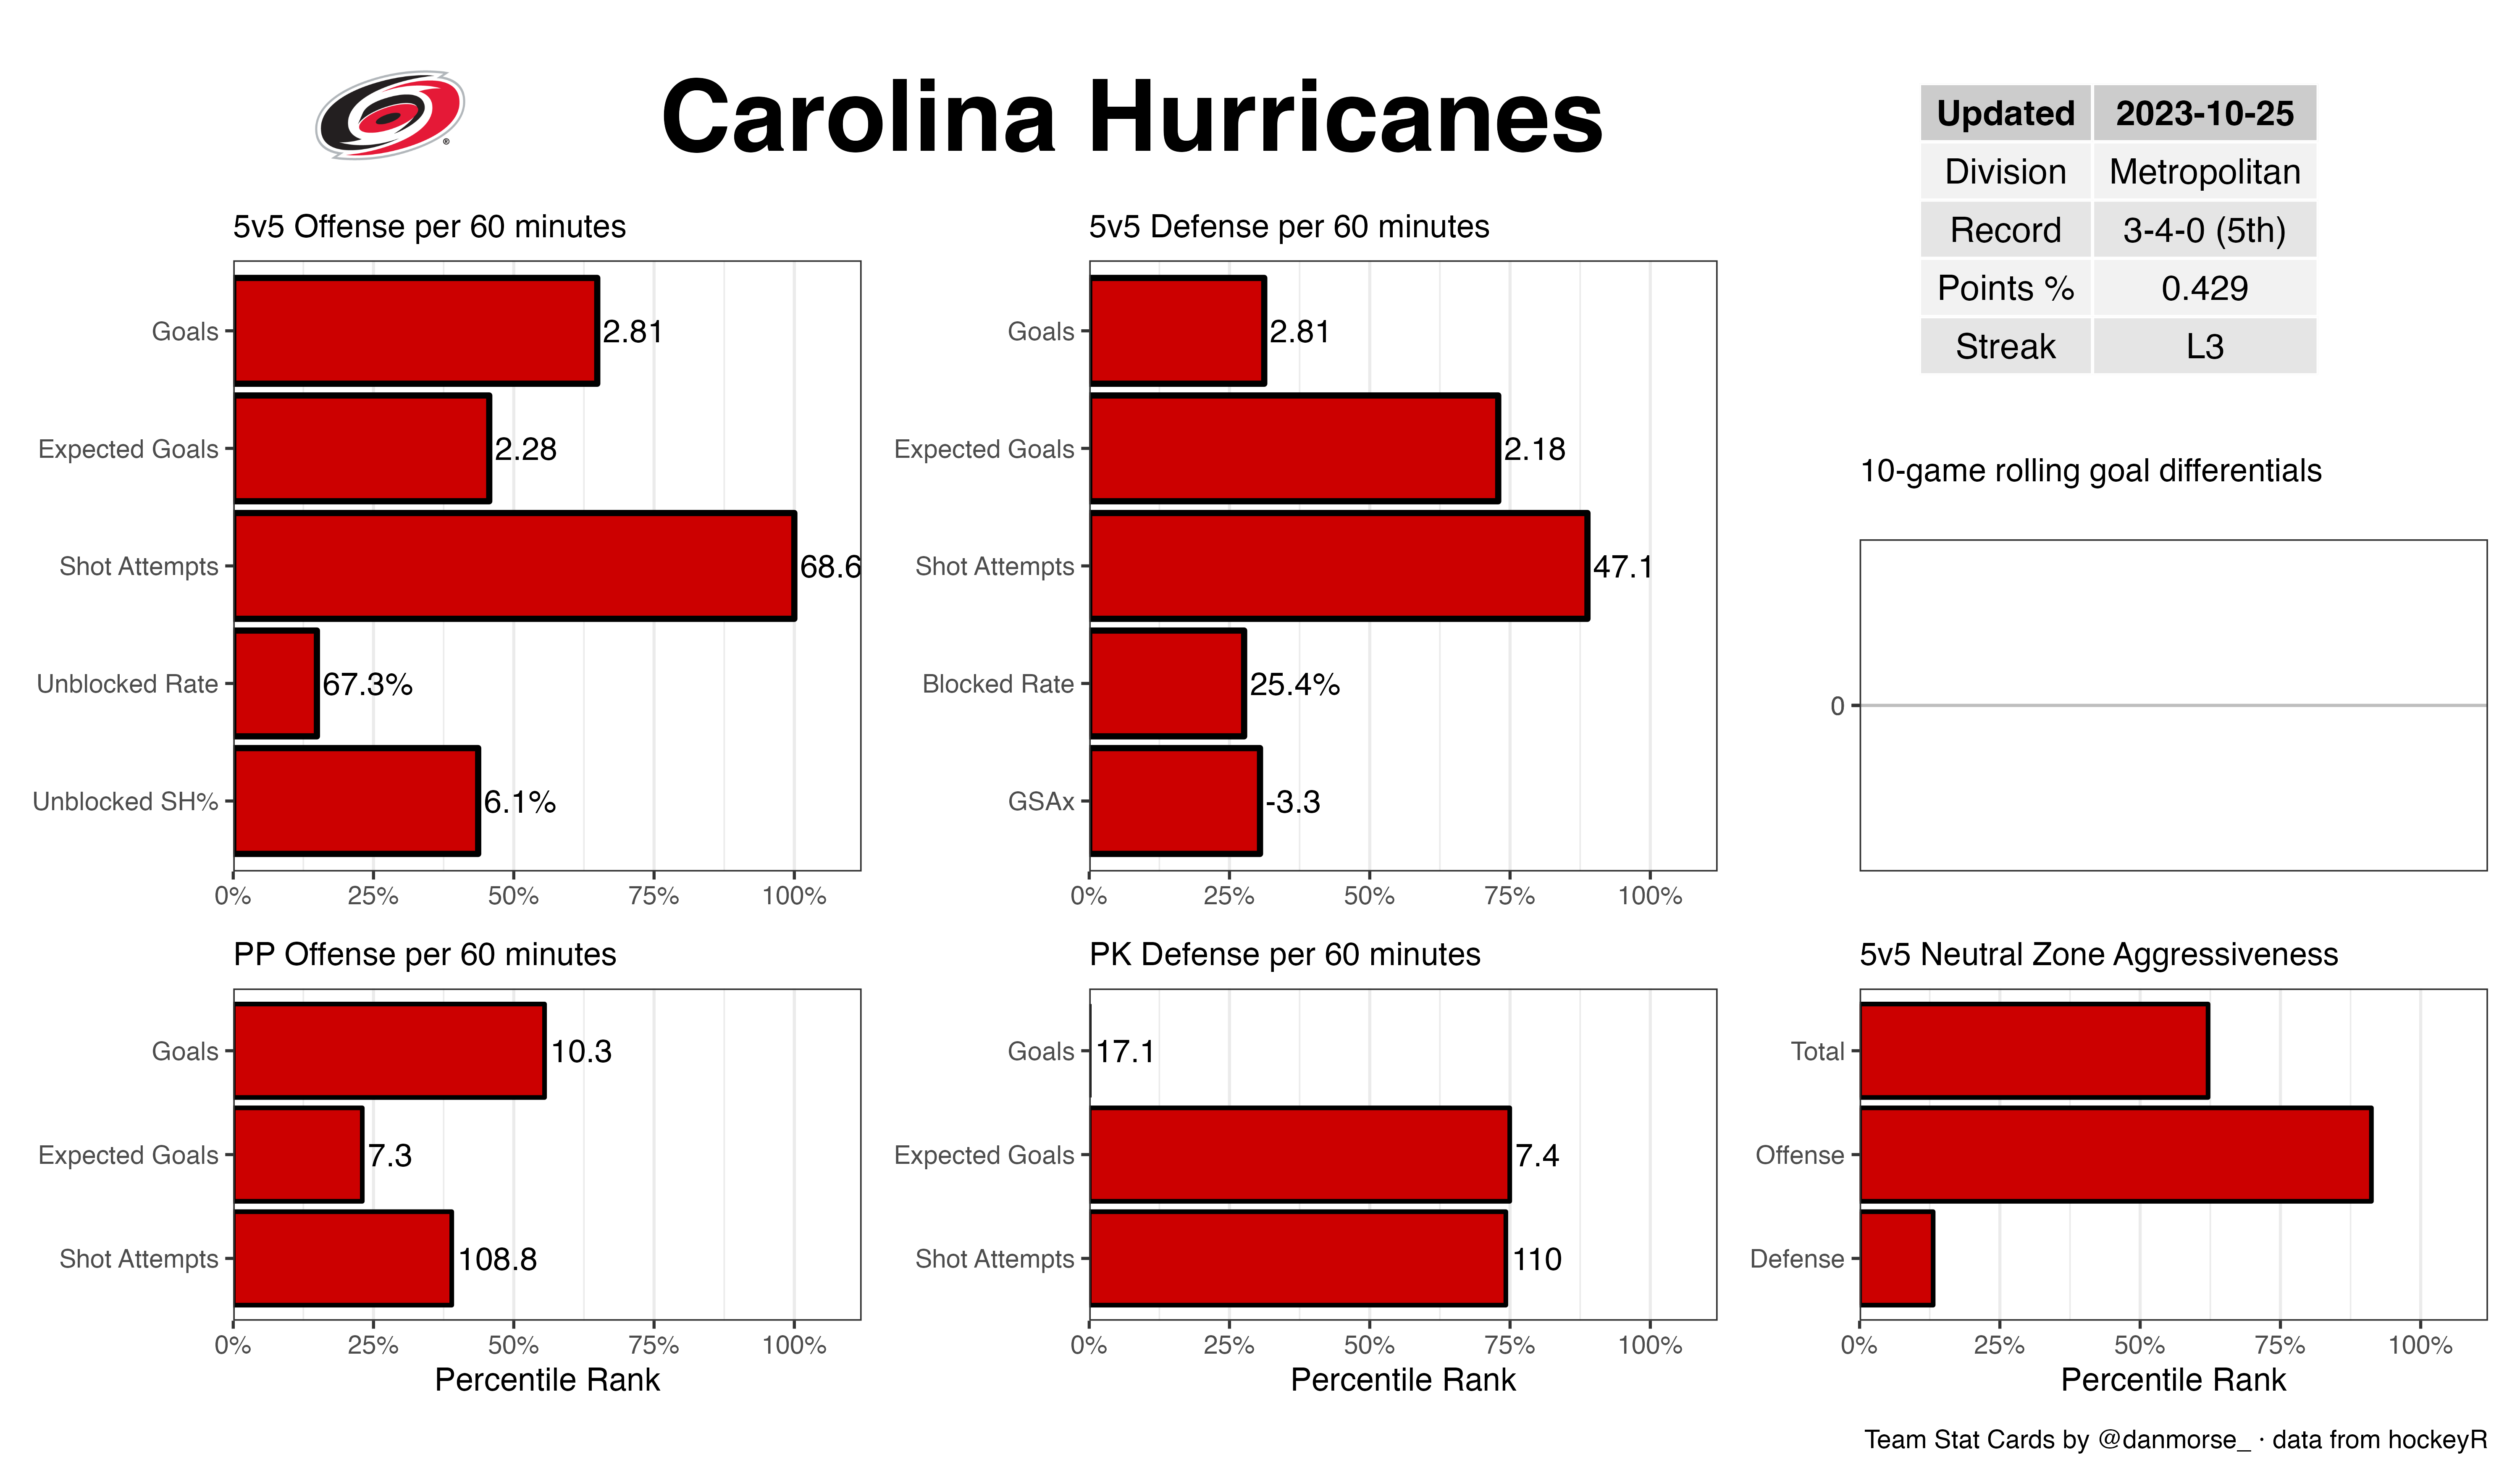 Carolina Hurricanes
®
Updated 2023-10-25
Division Metropolitan
Record 3-4-0 (5th)
Points % 0.429
Streak L3
5v5 Offense per 60 minutes
Goals 2.81
Expected Goals 2.28
Shot Attempts 68.6
Unblocked Rate 67.3%
Unblocked SH% 6.1%
0% 25% 50% 75% 100%
5v5 Defense per 60 minutes
Goals 2.81
Expected Goals 2.18
Shot Attempts 47.1
Blocked Rate 25.4%
GSAx -3.3
0% 25% 50% 75% 100%
10-game rolling goal differentials
0
PP Offense per 60 minutes
Goals 10.3
Expected Goals 7.3
Shot Attempts 108.8
0% 25% 50% 75% 100%
Percentile Rank
PK Defense per 60 minutes
Goals 17.1
Expected Goals 7.4
Shot Attempts 110
0% 25% 50% 75% 100%
Percentile Rank
5v5 Neutral Zone Aggressiveness
Total
Offense
Defense
0% 25% 50% 75% 100%
Percentile Rank
Team Stat Cards by @danmorse_ · data from hockeyR